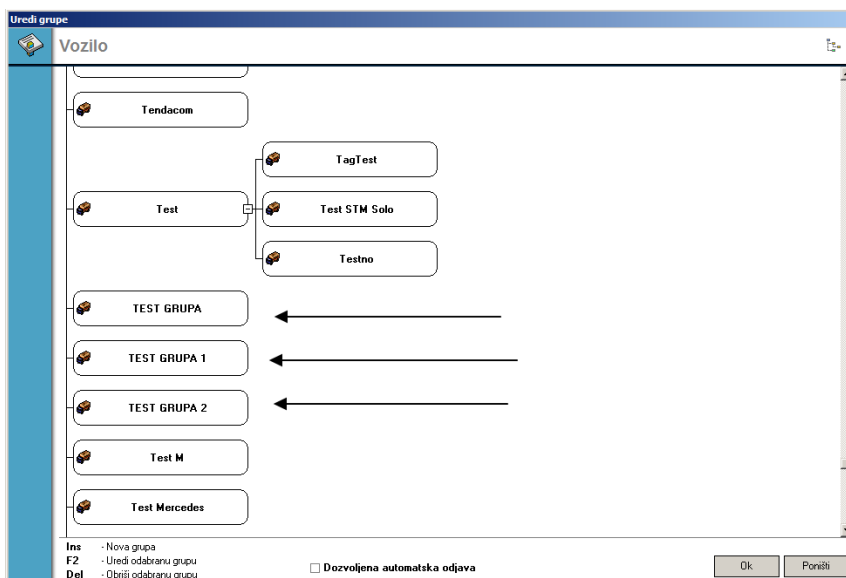 Uredi grupe
Vozilo
Tendacom
TagTest
Test
Test STM Solo
Testno
TEST GRUPA
TEST GRUPA 1
TEST GRUPA 2
Test M
Test Mercedes
Ins - Nova grupa
F2 - Uredi odabranu grupu
Del - Obriši odabranu grupu
Dozvoljena automatska odjava
Ok
Poništi